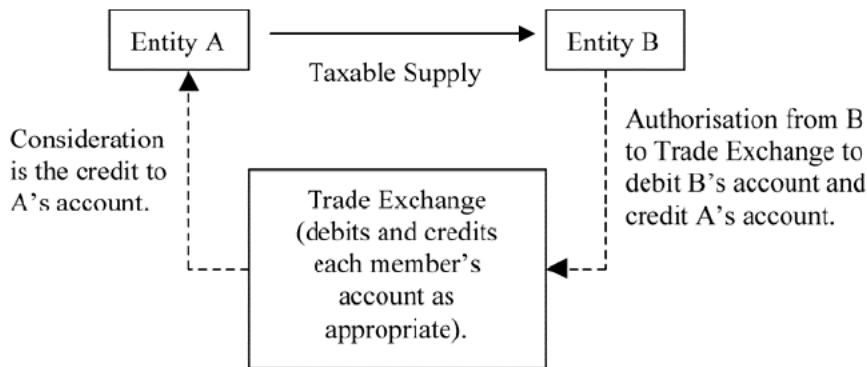 Entity A
Entity B
Taxable Supply
Consideration
is the credit to
A's account.
Authorisation from B
to Trade Exchange to
debit B's account and
credit A's account.
Trade Exchange
(debits and credits
each member's
account as
appropriate).